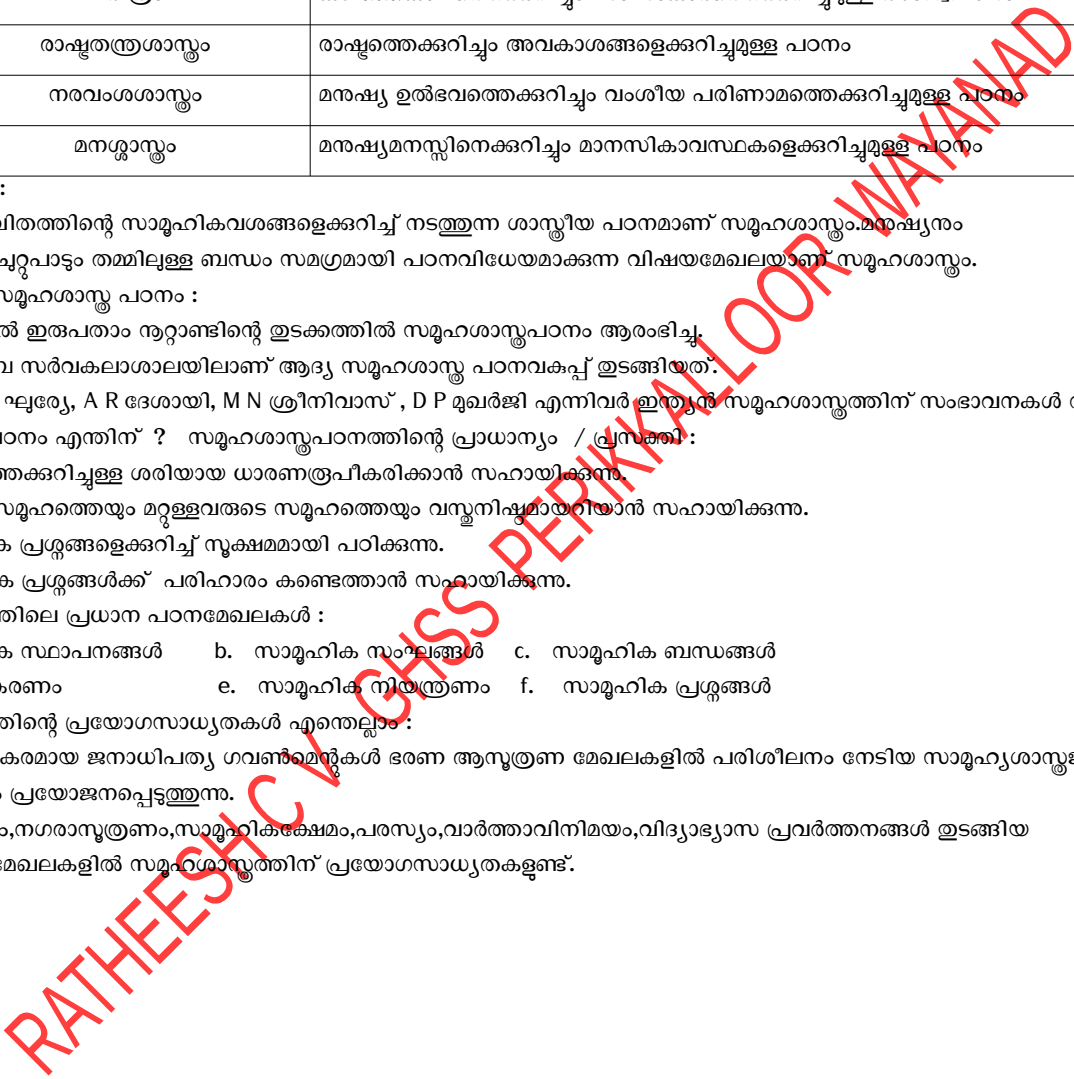 രാഷ്ട്രതന്ത്രശാസ്ത്രം രാഷ്ട്രത്തെക്കുറിച്ചും അവകാശങ്ങളെക്കുറിച്ചുമുള്ള പഠനം
നരവംശശാസ്ത്രം മനുഷ്യ ഉൽഭവത്തെക്കുറിച്ചും വംശീയ പരിണാമത്തെക്കുറിച്ചുമുള്ള പഠനം
മനശ്ശാസ്ത്രം മനുഷ്യമനസ്സിനെക്കുറിച്ചും മാനസികാവസ്ഥകളെക്കുറിച്ചുമുള്ള പഠനം
:
വിതത്തിന്റെ സാമൂഹികവശങ്ങളെക്കുറിച്ച് നടത്തുന്ന ശാസ്ത്രീയ പഠനമാണ് സമൂഹശാസ്ത്രം.മനുഷ്യനും
ചുറ്റുപാടും തമ്മിലുള്ള ബന്ധം സമഗ്രമായി പഠനവിധേയമാക്കുന്ന വിഷയമേഖലയാണ് സമൂഹശാസ്ത്രം.
സമൂഹശാസ്ത്ര പഠനം :
ൽ ഇരുപതാം നൂറ്റാണ്ടിന്റെ തുടക്കത്തിൽ സമൂഹശാസ്ത്രപഠനം ആരംഭിച്ചു.
സർവകലാശാലയിലാണ് ആദ്യ സമൂഹശാസ്ത്ര പഠനവകുപ്പ് തുടങ്ങിയത്.
ഘുര്യേ, A R ദേശായി, M N ശ്രീനിവാസ് , D P മുഖർജി എന്നിവർ ഇന്ത്യൻ സമൂഹശാസ്ത്രത്തിന് സംഭാവനകൾ
ഠനം എന്തിന് ? സമൂഹശാസ്ത്രപഠനത്തിന്റെ പ്രാധാന്യം / പ്രസക്തി :
ത്തക്കുറിച്ചുള്ള ശരിയായ ധാരണരൂപീകരിക്കാൻ സഹായിക്കുന്നു.
സമൂഹത്തെയും മറ്റുള്ളവരുടെ സമൂഹത്തെയും വസ്തുനിഷ്ഠമായറിയാൻ സഹായിക്കുന്നു.
ക പ്രശ്നങ്ങളെക്കുറിച്ച് സൂക്ഷമമായി പഠിക്കുന്നു.
ക പ്രശ്നങ്ങൾക്ക് പരിഹാരം കണ്ടെത്താൻ സഹായിക്കുന്നു.
ത്തിലെ പ്രധാന പഠനമേഖലകൾ :
ക സ്ഥാപനങ്ങൾ b. സാമൂഹിക സംഘങ്ങൾ c. സാമൂഹിക ബന്ധങ്ങൾ
കരണം e. സാമൂഹിക നിയന്ത്രണം f. സാമൂഹിക പ്രശ്നങ്ങൾ
ത്തിന്റെ പ്രയോഗസാധ്യതകൾ എന്തെല്ലാം :
കരമായ ജനാധിപത്യ ഗവൺമെന്റുകൾ ഭരണ ആസൂത്രണ മേഖലകളിൽ പരിശീലനം നേടിയ സാമൂഹ്യശാസ്ത്രജ
പ്രയോജനപ്പെടുത്തുന്നു.
ം,നഗരാസൂത്രണം,സാമൂഹികക്ഷേമം,പരസ്യം,വാർത്താവിനിമയം,വിദ്യാഭ്യാസ പ്രവർത്തനങ്ങൾ തുടങ്ങിയ
മേഖലകളിൽ സമൂഹശാസ്ത്രത്തിന് പ്രയോഗസാധ്യതകളുണ്ട്.
RATHEESH C V GHSS PERIKKALLOOR WAYANAD